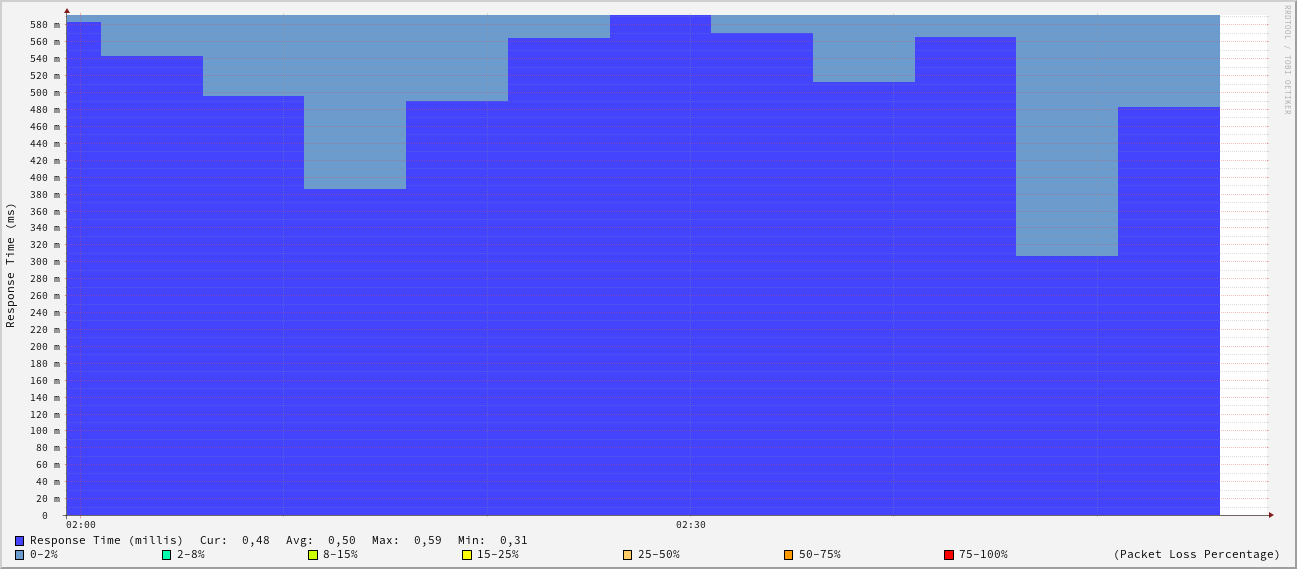 RRDTOOL / TOBI OETIKER
Response Time (ms)
580 m
560 m
540 m
520 m
500 m
480 m
460 m
440 m
420 m
400 m
380 m
360 m
340 m
320 m
300 m
280 m
260 m
240 m
220 m
200 m
180 m
160 m
140 m
120 m
100 m
80 m
60 m
40 m
20 m
0
02:00 02:30
Response Time (millis) Cur: 0,48 Avg: 0,50 Max: 0,59 Min: 0,31
0-2% 2-8% 8-15% 15-25% 25-50% 50-75% 75-100% (Packet Loss Percentage)